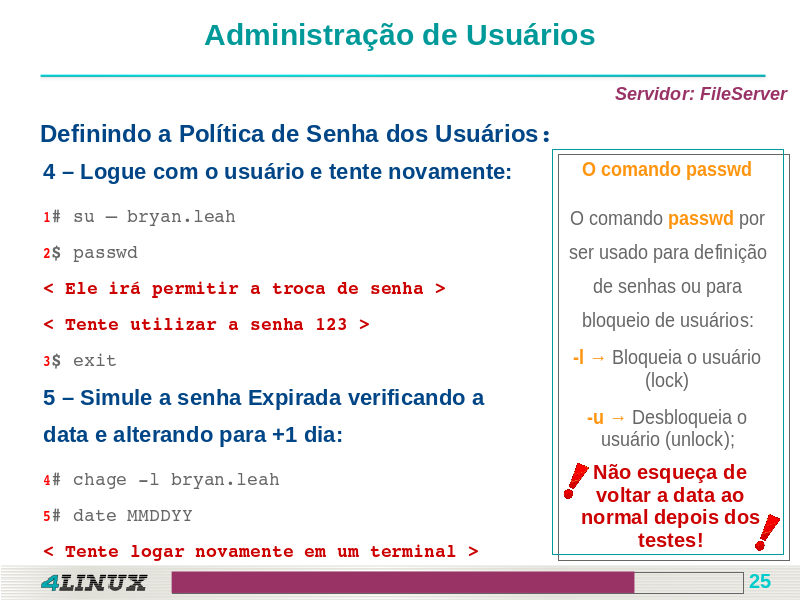 Administração de Usuários
Servidor: FileServer
Definindo a Política de Senha dos Usuários:
4 – Logue com o usuário e tente novamente:
1# su – bryan.leah
2$ passwd
< Ele irá permitir a troca de senha >
< Tente utilizar a senha 123 >
3$ exit
5 – Simule a senha Expirada verificando a
data e alterando para +1 dia:
4# chage –l bryan.leah
5# date MMDDYY
< Tente logar novamente em um terminal >
O comando passwd
O comando passwd por
ser usado para definição
de senhas ou para
bloqueio de usuários:
-l → Bloqueia o usuário
(lock)
-u → Desbloqueia o
usuário (unlock);
! Não esqueça de
voltar a data ao
normal depois dos
testes! !
4LINUX
25